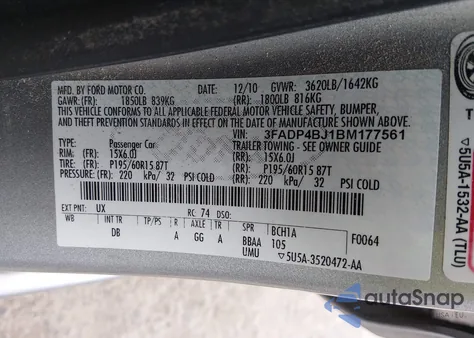 MFD. BY FORD MOTOR CO. 12/10 GVWR: 3620LB/1642KG
GAWR: (FR): 1850LB 839KG (RR): 1800LB 816KG
THIS VEHICLE CONFORMS TO ALL APPLICABLE FEDERAL MOTOR VEHICLE SAFETY, BUMPER,
AND THEFT PREVENTION STANDARDS IN EFFECT ON THE DATE OF MANUFACTURE SHOWN ABOVE.
VIN: 3FADP4BJ1BM177561
TYPE: Passenger Car TRAILER TOWING - SEE OWNER GUIDE
(FR): 15X6.0J (RR): 15X6.0J
P195/60R15 87T P195/60R15 87T
PRESSURE: (FR): 220 kPa/ 32 PSI COLD (RR): 220 kPa/ 32 PSI COLD
EXT PNT: UX RC: 74 DSO:
WB INT TR TP/PS R AXLE TR SPR BCH1A F0064
DB A GG A BBAA 105
UMU ▽5U5A-3520472-AA
▽5U5A-1532-AA (TLU)
autoSnap